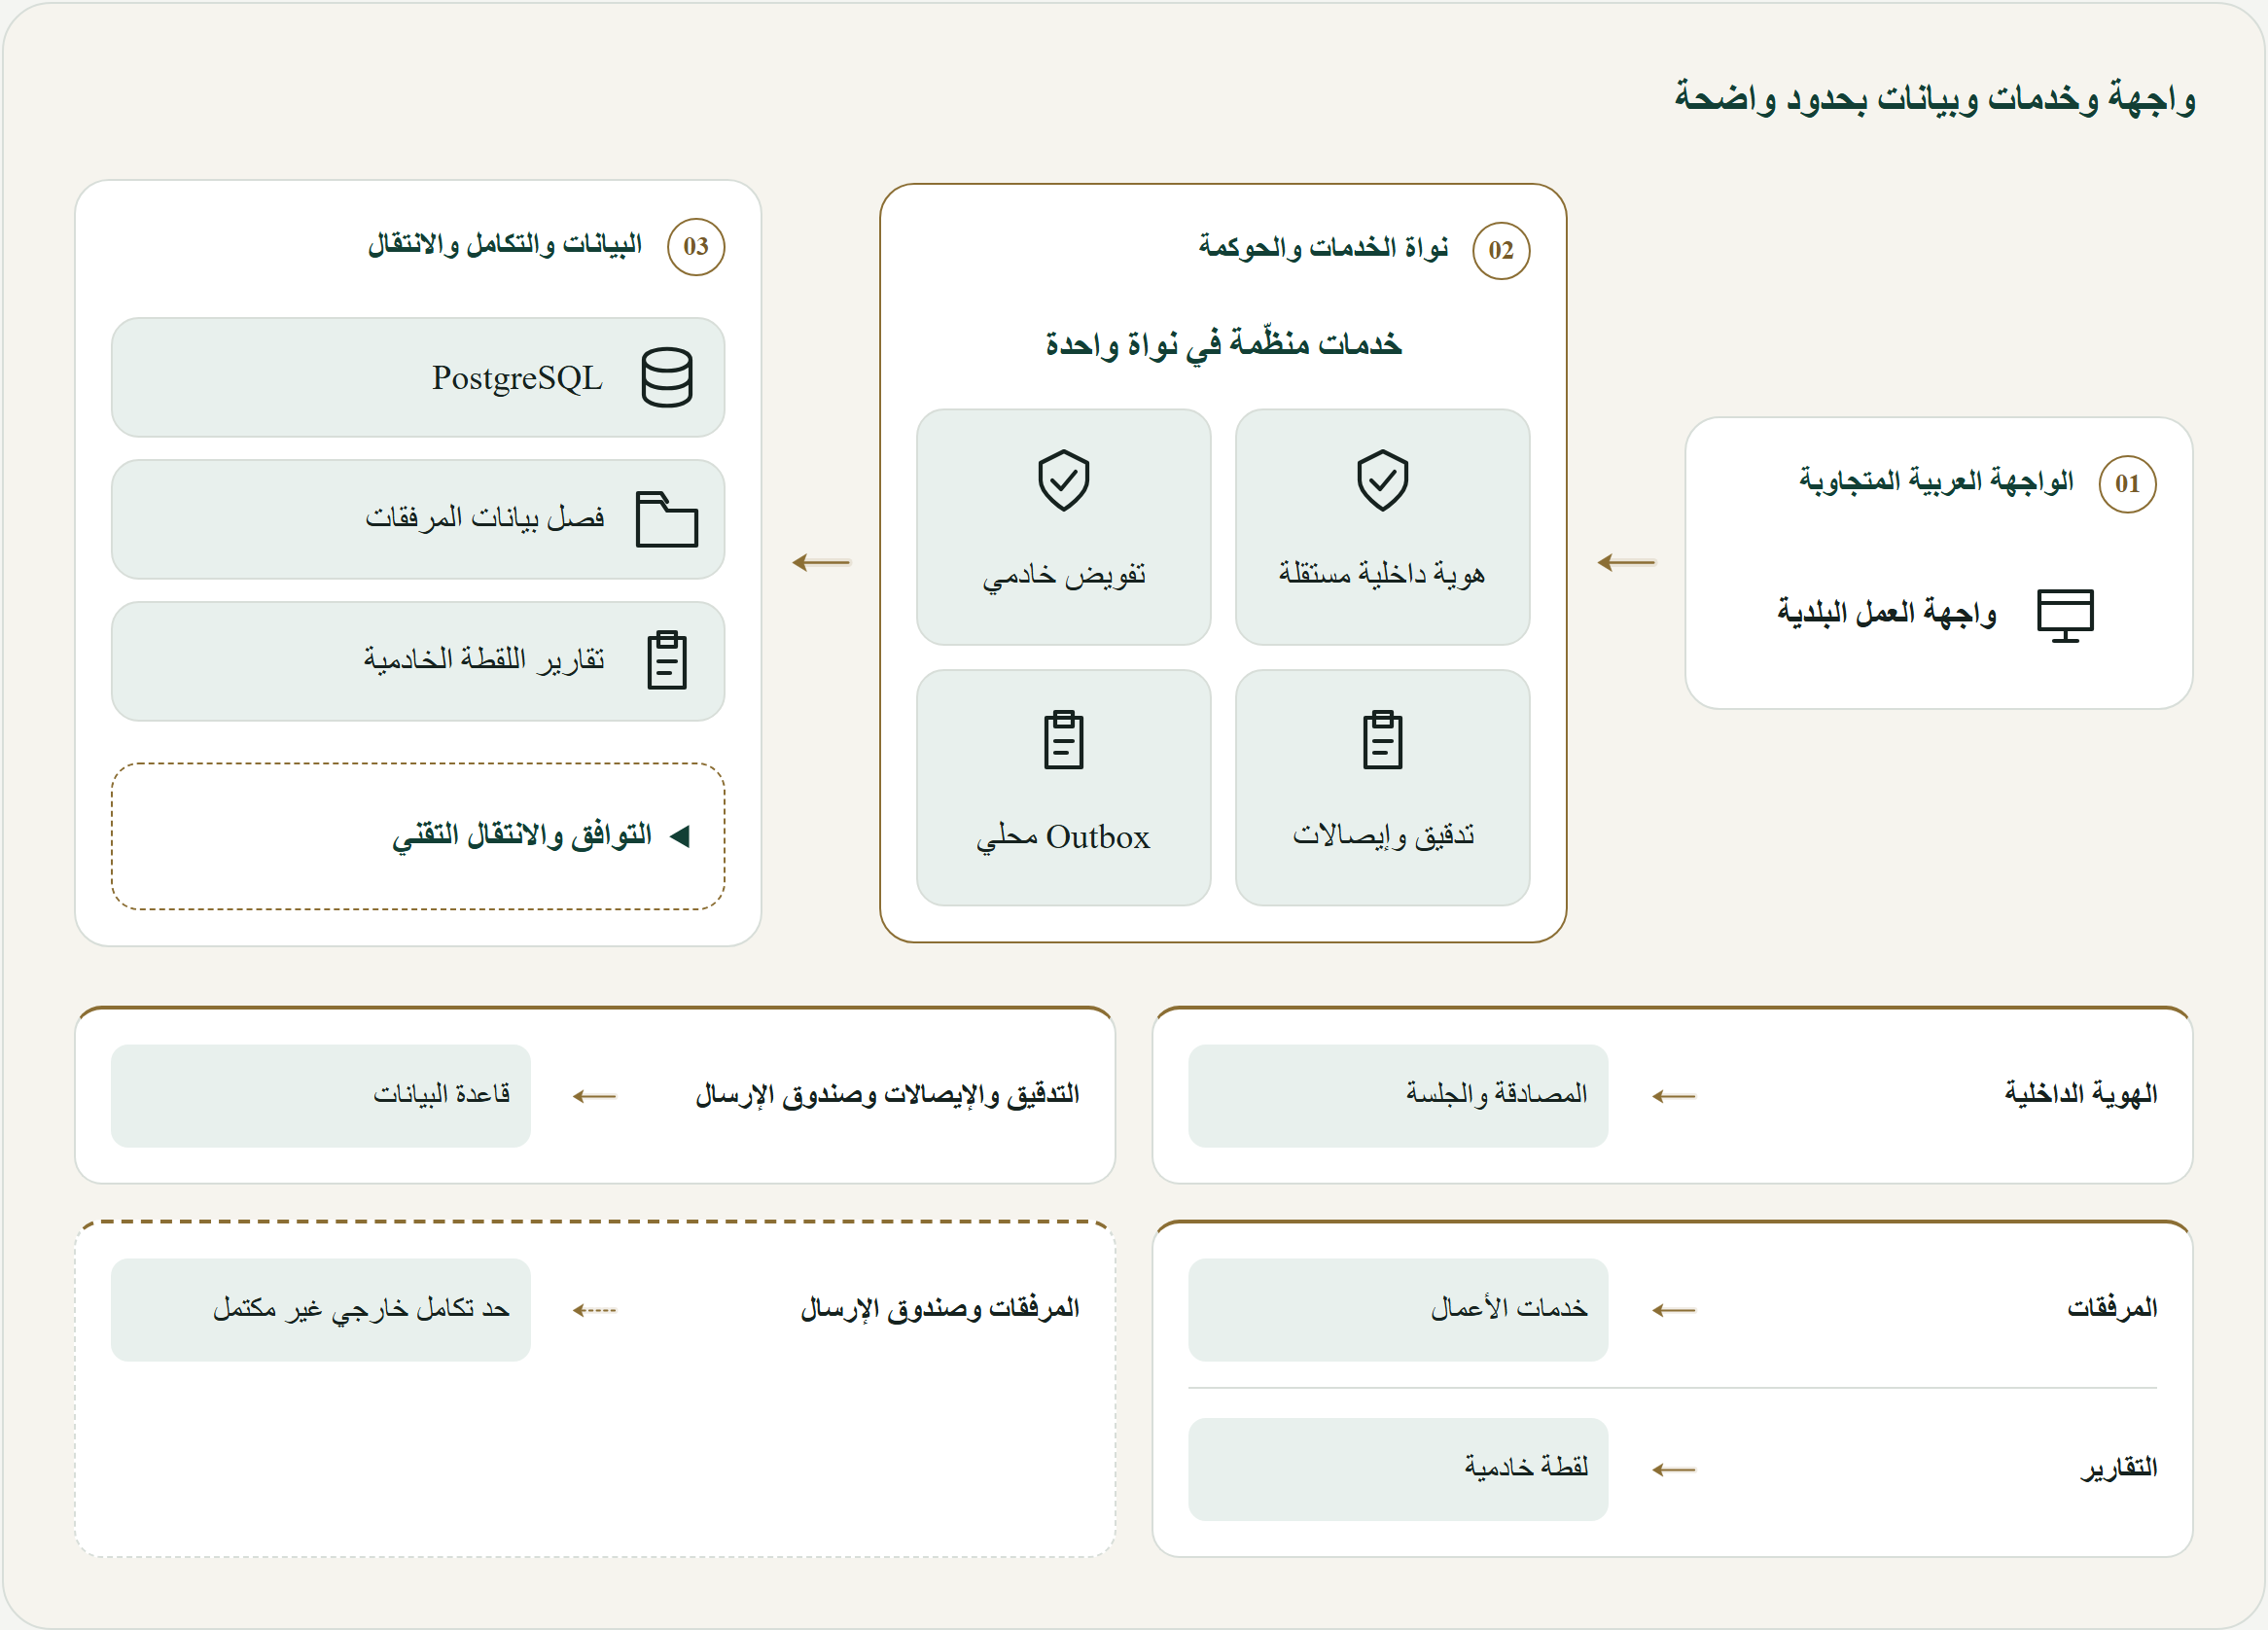 واجهة وخدمات وبيانات بحدود واضحة
01
الواجهة العربية المتجاوبة
واجهة العمل البلدية
02
نواة الخدمات والحوكمة
خدمات منظّمة في نواة واحدة
هوية داخلية مستقلة
تفويض خادمي
تدقيق وإيصالات
Outbox محلي
03
البيانات والتكامل والانتقال
PostgreSQL
فصل بيانات المرفقات
تقارير اللقطة الخادمية
التوافق والانتقال التقني
الهوية الداخلية
المصادقة والجلسة
التدقيق والإيصالات وصندوق الإرسال
قاعدة البيانات
المرفقات
خدمات الأعمال
التقارير
لقطة خادمية
المرفقات وصندوق الإرسال
حد تكامل خارجي غير مكتمل